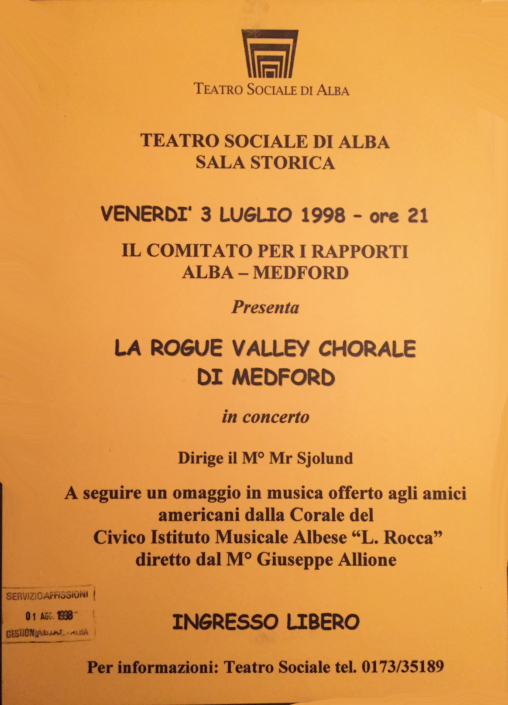 TEATRO SOCIALE DI ALBA
TEATRO SOCIALE DI ALBA
SALA STORICA
VENERDI' 3 LUGLIO 1998 - ore 21
IL COMITATO PER I RAPPORTI
ALBA – MEDFORD
Presenta
LA ROGUE VALLEY CHORALE
DI MEDFORD
in concerto
Dirige il M° Mr Sjolund
A seguire un omaggio in musica offerto agli amici
americani dalla Corale del
Civico Istituto Musicale Albese “L. Rocca”
diretto dal M° Giuseppe Allione
SERVIZIO AFFISSIONI
01 AGO. 1998
INGRESSO LIBERO
Per informazioni: Teatro Sociale tel. 0173/35189